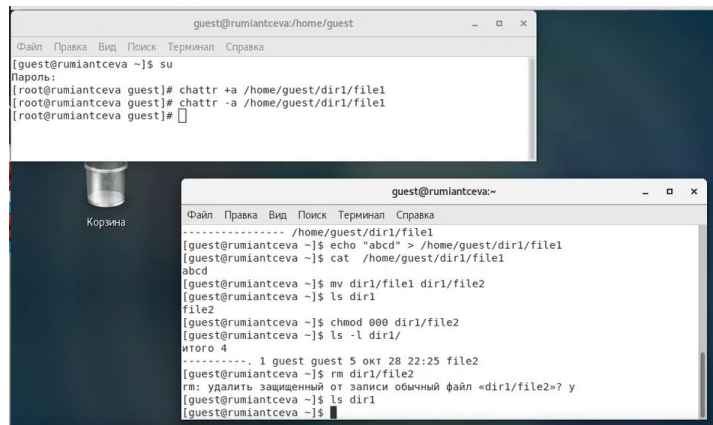 guest@rumiantceva:/home/guest
Файл Правка Вид Поиск Терминал Справка
[guest@rumiantceva ~]$ su
Пароль:
[root@rumiantceva guest]# chattr +a /home/guest/dir1/file1
[root@rumiantceva guest]# chattr -a /home/guest/dir1/file1
[root@rumiantceva guest]#
Корзина
guest@rumiantceva:~
Файл Правка Вид Поиск Терминал Справка
---------------- /home/guest/dir1/file1
[guest@rumiantceva ~]$ echo "abcd" > /home/guest/dir1/file1
[guest@rumiantceva ~]$ cat  /home/guest/dir1/file1
abcd
[guest@rumiantceva ~]$ mv dir1/file1 dir1/file2
[guest@rumiantceva ~]$ ls dir1
file2
[guest@rumiantceva ~]$ chmod 000 dir1/file2
[guest@rumiantceva ~]$ ls -l dir1/
итого 4
----------. 1 guest guest 5 окт 28 22:25 file2
[guest@rumiantceva ~]$ rm dir1/file2
rm: удалить защищенный от записи обычный файл «dir1/file2»? y
[guest@rumiantceva ~]$ ls dir1
[guest@rumiantceva ~]$